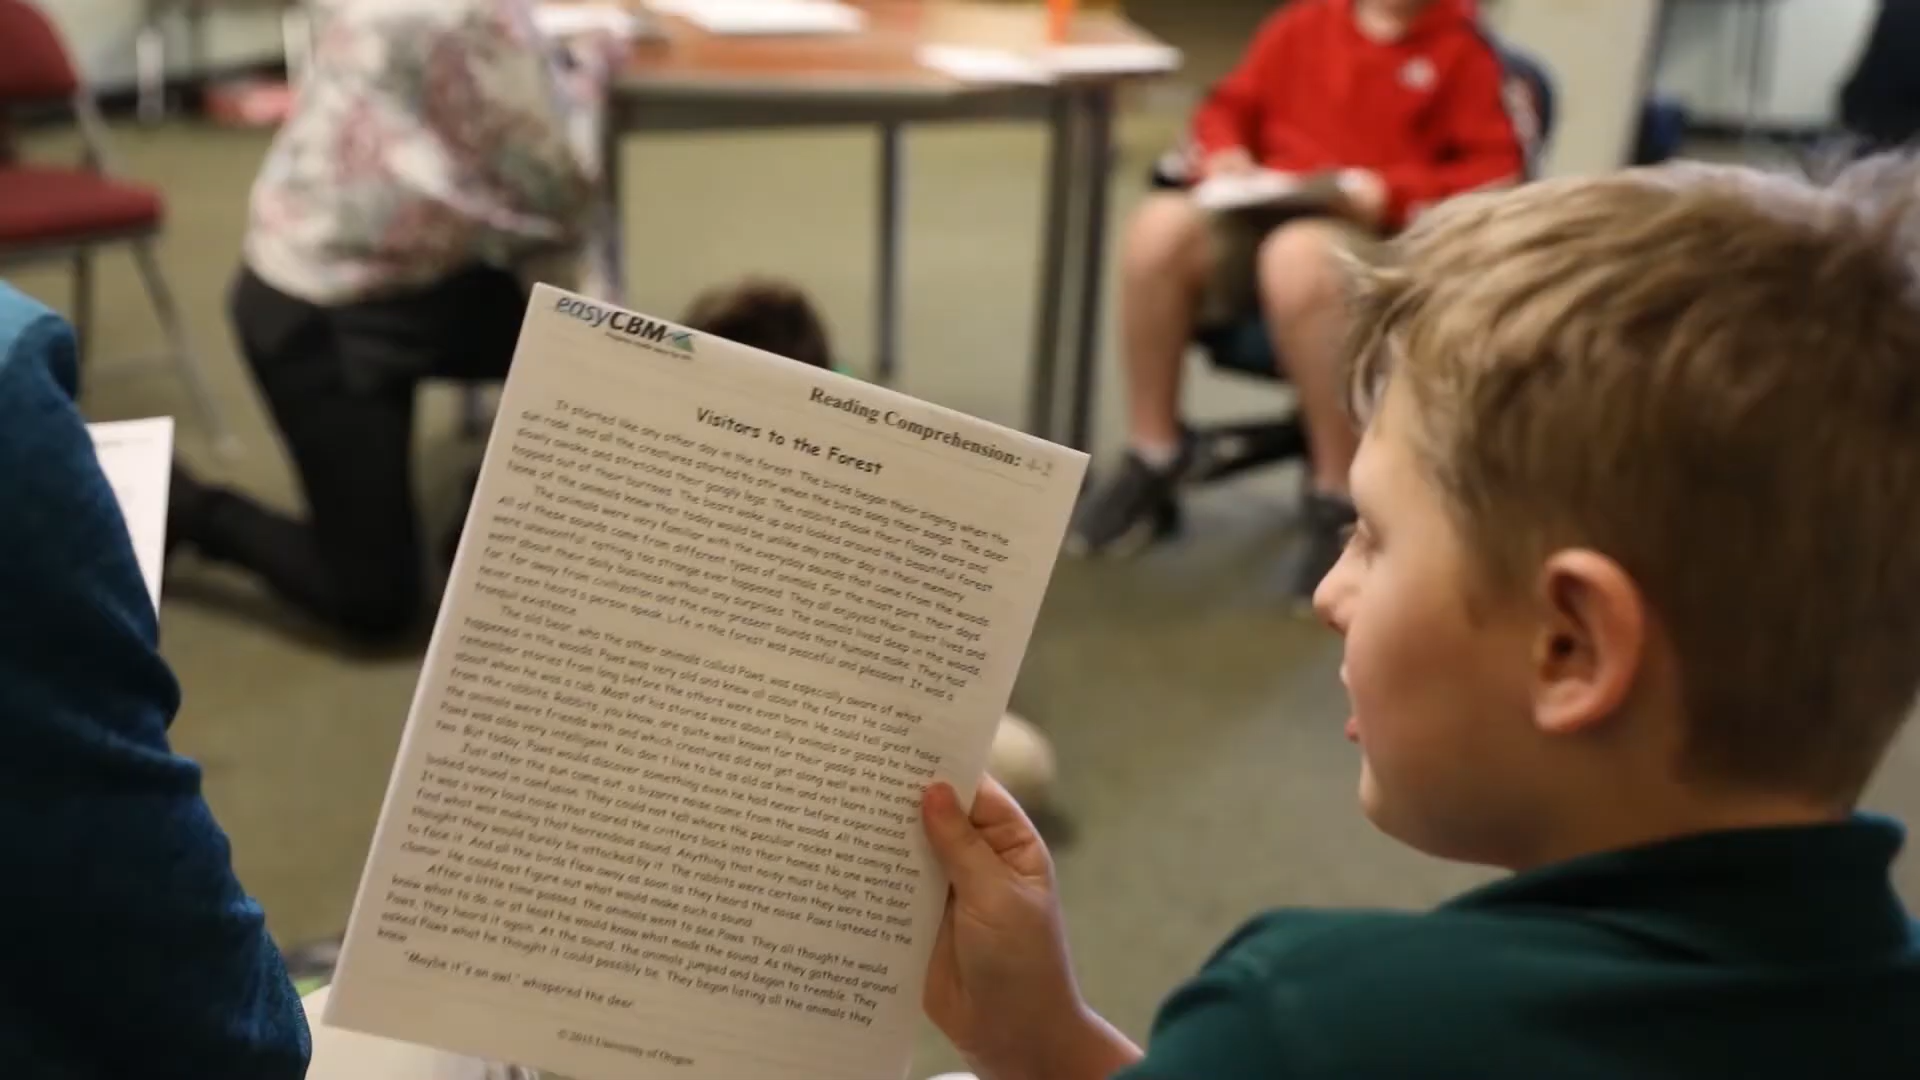 easyCBM
Reading Comprehension: 4-2
Visitors to the Forest
It started like any other day in the forest. The birds began their singing when the
sun rose, and all the creatures started to stir when the birds sang their songs. The deer
slowly awoke and stretched their gangly legs. The rabbits shook their floppy ears and
hopped out of their burrows. The bears woke up and looked around the beautiful forest.
None of the animals knew that today would be unlike any other day in their memory.
The animals were very familiar with the everyday sounds that came from the woods.
All of these sounds came from different types of animals. For the most part, their days
were uneventful; nothing too strange ever happened. They all enjoyed their quiet lives and
went about their daily business without any surprises. The animals lived deep in the woods,
far, far away from civilization and the ever present sounds that humans make. They had
never even heard a person speak. Life in the forest was peaceful and pleasant. It was a
tranquil existence.
The old bear, who the other animals called Paws, was especially aware of what
happened in the woods. Paws was very old and knew all about the forest. He could
remember stories from long before the others were even born. He could tell great tales
about when he was a cub. Most of his stories were about silly animals or gossip he heard
from the rabbits. Rabbits, you know, are quite well known for their gossip. He knew who
the animals were friends with and which creatures did not get along well with the other
Paws was also very intelligent. You don't live to be as old as him and not learn a thing or
two. But today, Paws would discover something even he had never before experienced.
Just after the sun came out, a bizarre noise came from the woods. All the animals
looked around in confusion. They could not tell where the peculiar racket was coming from.
It was a very loud noise that scared the critters back into their homes. No one wanted to
find what was making that horrendous sound. Anything that noisy must be huge. The deer
thought they would surely be attacked by it. The rabbits were certain they were too small
to face it. And all the birds flew away as soon as they heard the noise. Paws listened to the
clamor. He could not figure out what would make such a sound.
After a little time passed, the animals went to see Paws. They all thought he would
know what to do, or at least he would know what made the sound. As they gathered around
Paws, they heard it again. At the sound, the animals jumped and began to tremble. They
asked Paws what he thought it could possibly be. They began listing all the animals they
knew.
"Maybe it's an owl," whispered the deer.
© 2015 University of Oregon